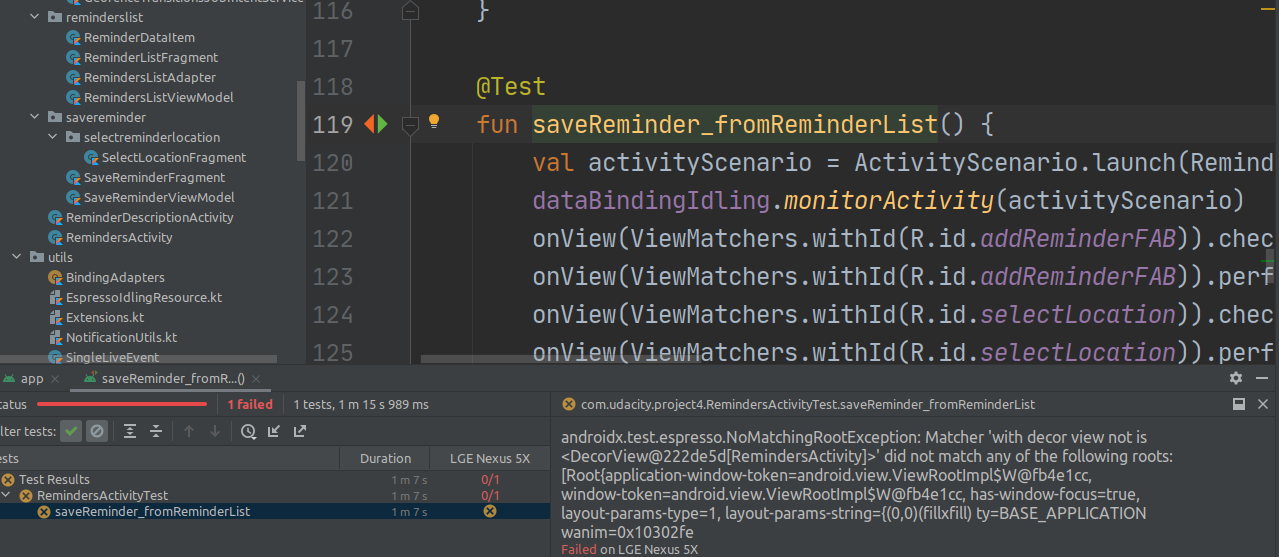 reminderslist
ReminderDataItem
ReminderListFragment
RemindersListAdapter
RemindersListViewModel
savereminder
selectreminderlocation
SelectLocationFragment
SaveReminderFragment
SaveReminderViewModel
ReminderDescriptionActivity
RemindersActivity
utils
BindingAdapters
EspressoIdlingResource.kt
Extensions.kt
NotificationUtils.kt
SingleLiveEvent
116 }
117
118 @Test
119 fun saveReminder_fromReminderList() {
120 val activityScenario = ActivityScenario.launch(Remind
121 dataBindingIdling.monitorActivity(activityScenario)
122 onView(ViewMatchers.withId(R.id.addReminderFAB)).chec
123 onView(ViewMatchers.withId(R.id.addReminderFAB)).perf
124 onView(ViewMatchers.withId(R.id.selectLocation)).chec
125 onView(ViewMatchers.withId(R.id.selectLocation)).perf
app saveReminder_fromR...()
tatus 1 failed 1 tests, 1 m 15 s 989 ms
lter tests:
ests Duration LGE Nexus 5X
Test Results 1 m 7 s 0/1
RemindersActivityTest 1 m 7 s 0/1
saveReminder_fromReminderList 1 m 7 s
com.udacity.project4.RemindersActivityTest.saveReminder_fromReminderList
androidx.test.espresso.NoMatchingRootException: Matcher 'with decor view not is
<DecorView@222de5d[RemindersActivity]>' did not match any of the following roots:
[Root{application-window-token=android.view.ViewRootImpl$W@fb4e1cc,
window-token=android.view.ViewRootImpl$W@fb4e1cc, has-window-focus=true,
layout-params-type=1, layout-params-string={(0,0)(fillxfill) ty=BASE_APPLICATION
wanim=0x10302fe
Failed on LGE Nexus 5X